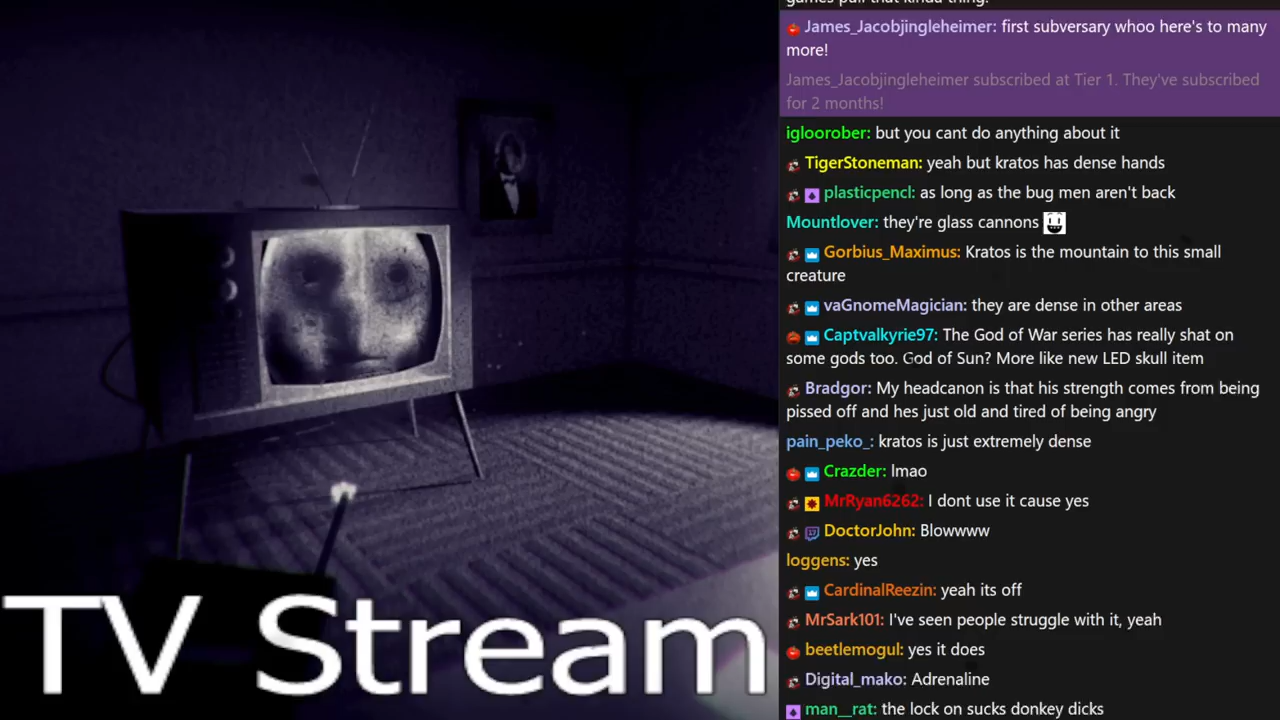 James_Jacobjingleheimer: first subversary whoo here's to many
more!
James_Jacobjingleheimer subscribed at Tier 1. They've subscribed
for 2 months!
igloorober: but you cant do anything about it
TigerStoneman: yeah but kratos has dense hands
plasticpencl: as long as the bug men aren't back
Mountlover: they're glass cannons
Gorbius_Maximus: Kratos is the mountain to this small
creature
vaGnomeMagician: they are dense in other areas
Captvalkyrie97: The God of War series has really shat on
some gods too. God of Sun? More like new LED skull item
Bradgor: My headcanon is that his strength comes from being
pissed off and hes just old and tired of being angry
pain_peko_: kratos is just extremely dense
Crazder: lmao
MrRyan6262: I dont use it cause yes
DoctorJohn: Blowwww
loggens: yes
CardinalReezin: yeah its off
MrSark101: I've seen people struggle with it, yeah
beetlemogul: yes it does
Digital_mako: Adrenaline
man__rat: the lock on sucks donkey dicks
TV Stream